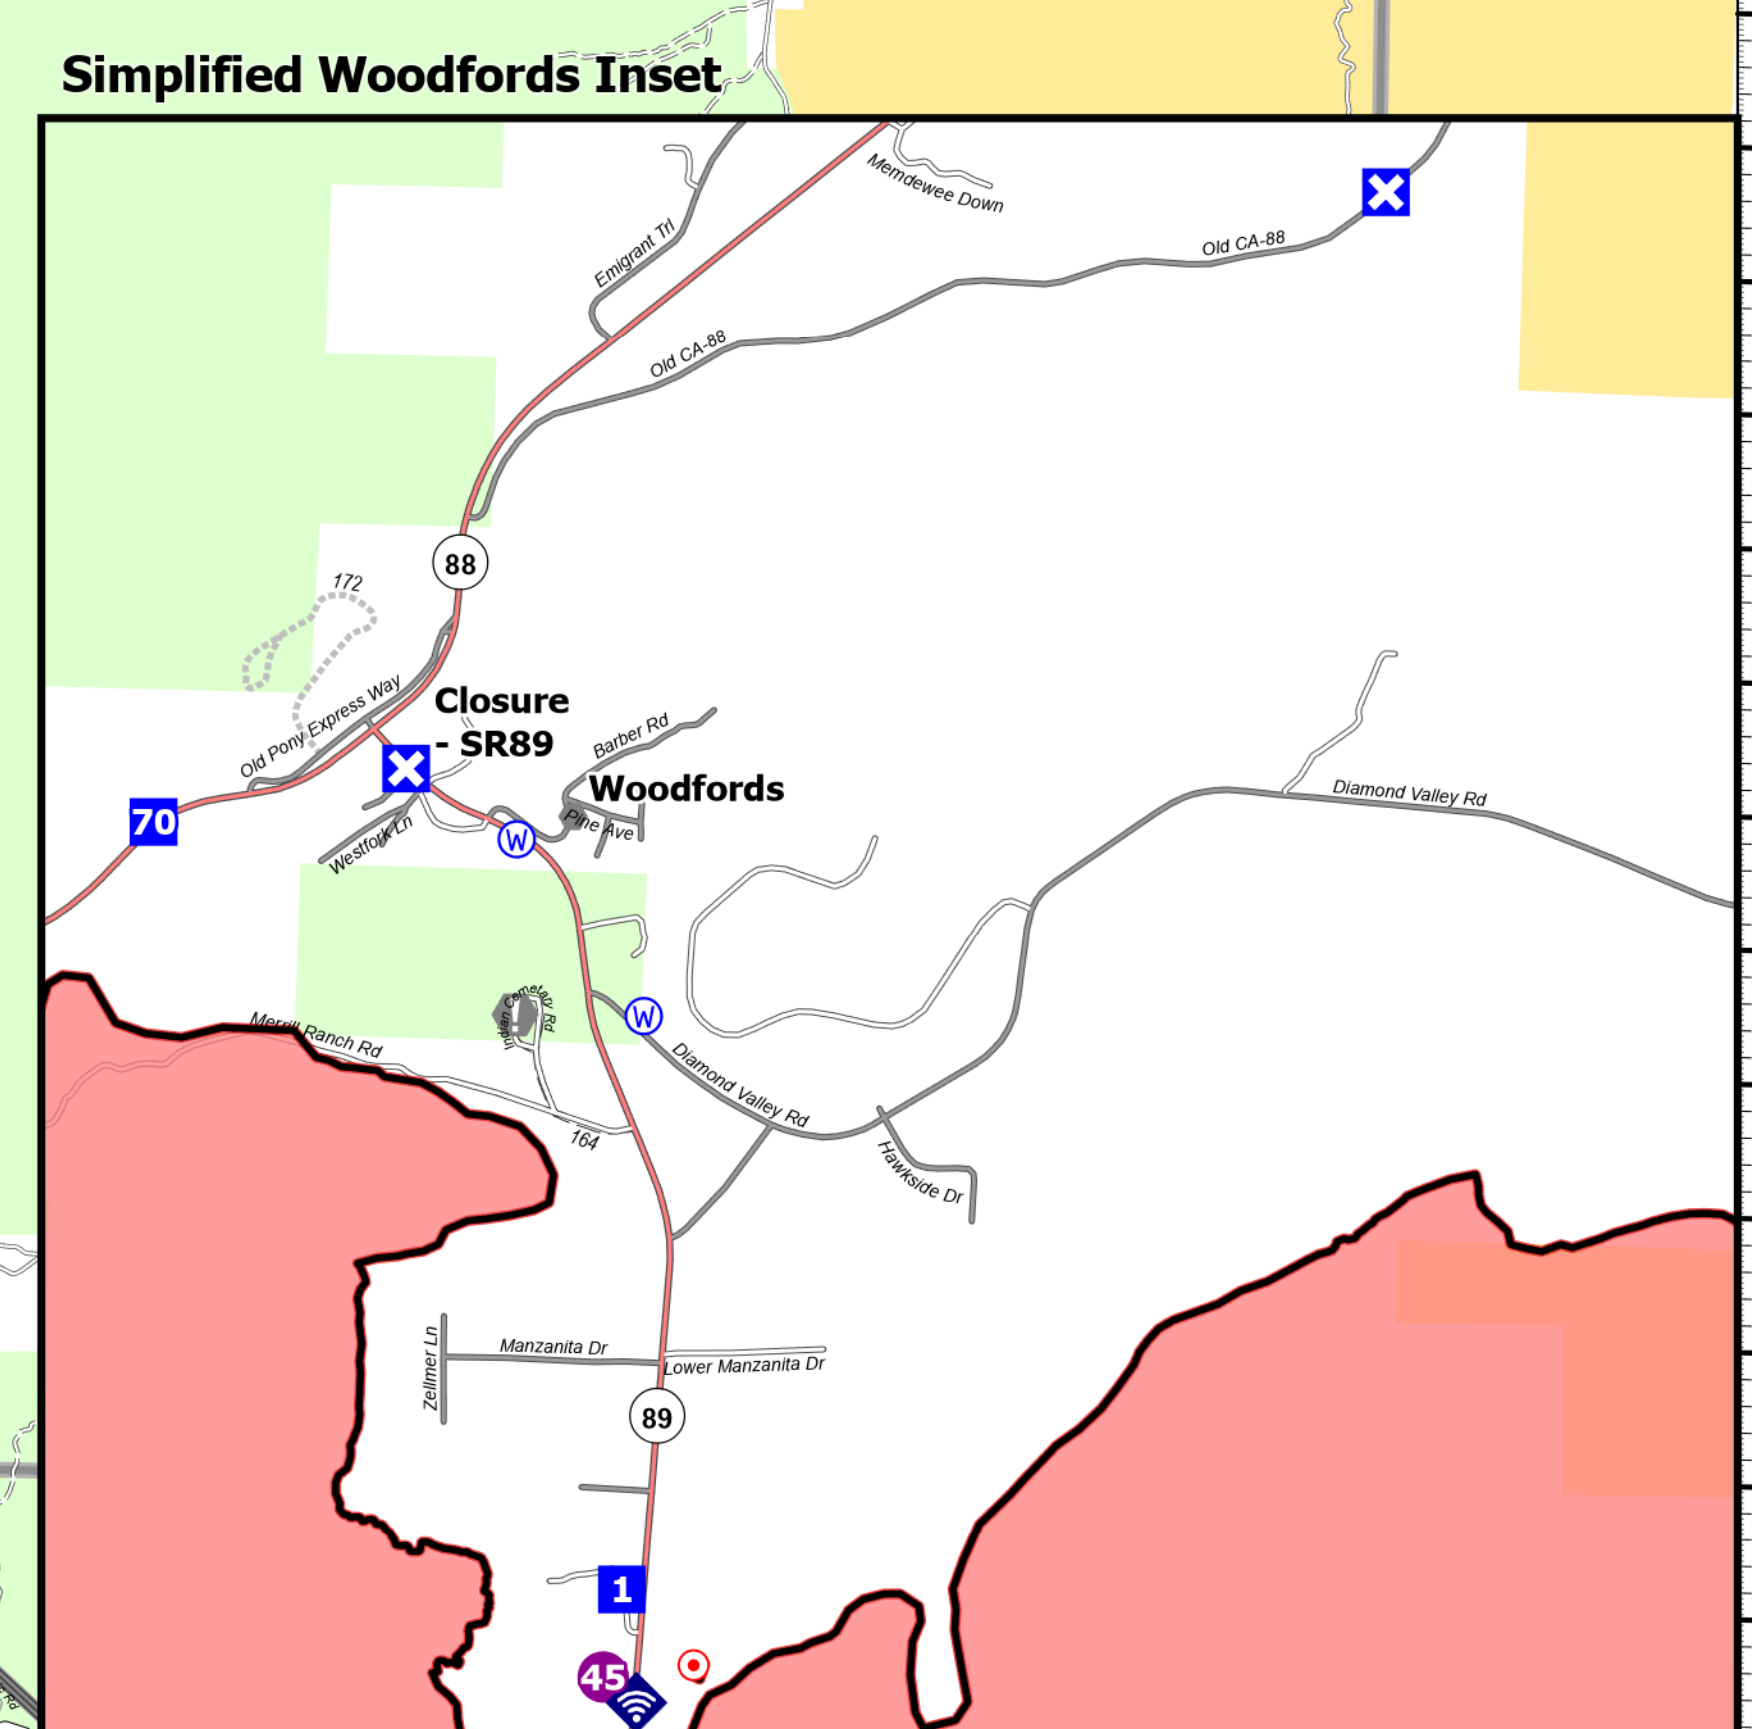 Simplified Woodfords Inset
Memdewee Down
Emigrant Trl
Old CA-88
Old CA-88
88
172
Old Pony Express Way
Closure
- SR89
Barber Rd
Woodfords
Pine Ave
70
Westfork Ln
W
Diamond Valley Rd
Indian Cemetary Rd
W
Merrill Ranch Rd
Diamond Valley Rd
164
Hawkside Dr
Zellmer Ln
Manzanita Dr
Lower Manzanita Dr
89
1
45
Rd